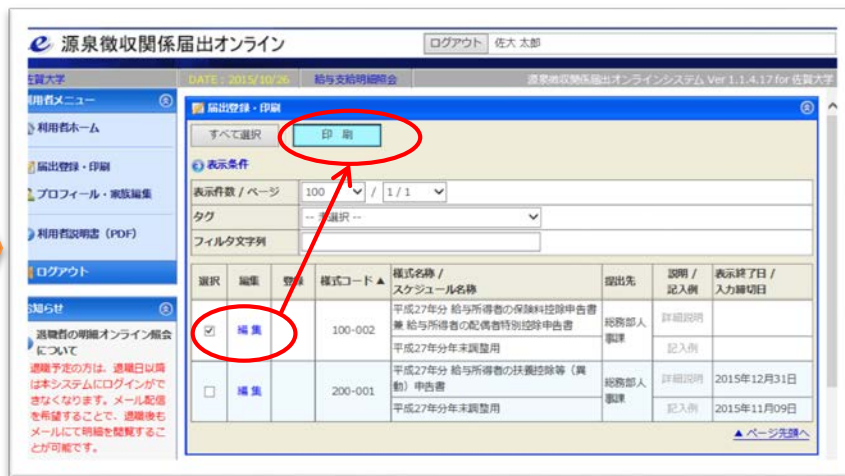 源泉徴収関係届出オンライン
ログアウト 佐大 太郎
佐賀大学 DATE : 2015/10/26 給与支給明細照会 源泉徴収関係届出オンラインシステム Ver 1.1.4.17 for 佐賀大学
利用者メニュー
利用者ホーム
届出登録・印刷
プロフィール・家族編集
利用者説明書（PDF）
ログアウト
お知らせ
退職者の明細オンライン照会
について
退職予定の方は、退職日以降
は本システムにログインがで
きなくなります。メール配信
を希望することで、退職後も
メールにて明細を閲覧するこ
とが可能です。
届出登録・印刷
すべて選択 印 刷
表示条件
表示件数 / ページ 100 / 1 / 1
タグ -- 未選択 --
フィルタ文字列
選択 編集 登録 様式コード▲ 様式名称 /
スケジュール名称 提出先 説明 /
記入例 表示終了日 /
入力締切日
編 集 100-002 平成27年分 給与所得者の保険料控除申告書
兼 給与所得者の配偶者特別控除申告書
平成27年分年末調整用
総務部人
事課
詳細説明
記入例
編 集 200-001 平成27年分 給与所得者の扶養控除等（異
動）申告書
平成27年分年末調整用
総務部人
事課
詳細説明 2015年12月31日
記入例 2015年11月09日
▲ ページ先頭へ